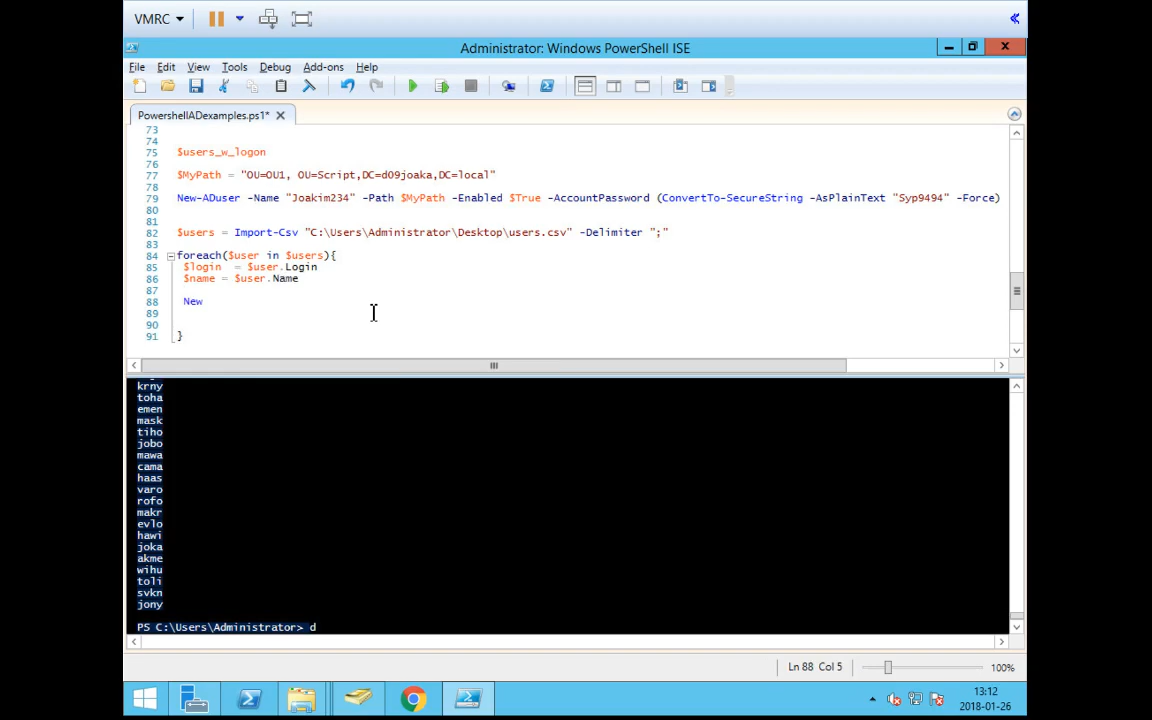 VMRC
Administrator: Windows PowerShell ISE
File Edit View Tools Debug Add-ons Help
PowershellADexamples.ps1*
73
74
75 $users_w_logon
76
77 $MyPath = "OU=OU1, OU=Script,DC=d09joaka,DC=local"
78
79 New-ADuser -Name "Joakim234" -Path $MyPath -Enabled $True -AccountPassword (ConvertTo-SecureString -AsPlainText "Syp9494" -Force)
80
81
82 $users = Import-Csv "C:\Users\Administrator\Desktop\users.csv" -Delimiter ";"
83
84 foreach($user in $users){
85 $login = $user.Login
86 $name = $user.Name
87
88 New
89
90
91 }
krny
toha
emen
mask
tiho
jobo
mawa
cama
haas
varo
rofo
makr
evlo
hawi
joka
akme
wihu
toli
svkn
jony
PS C:\Users\Administrator> d
Ln 88 Col 5
100%
13:12
2018-01-26